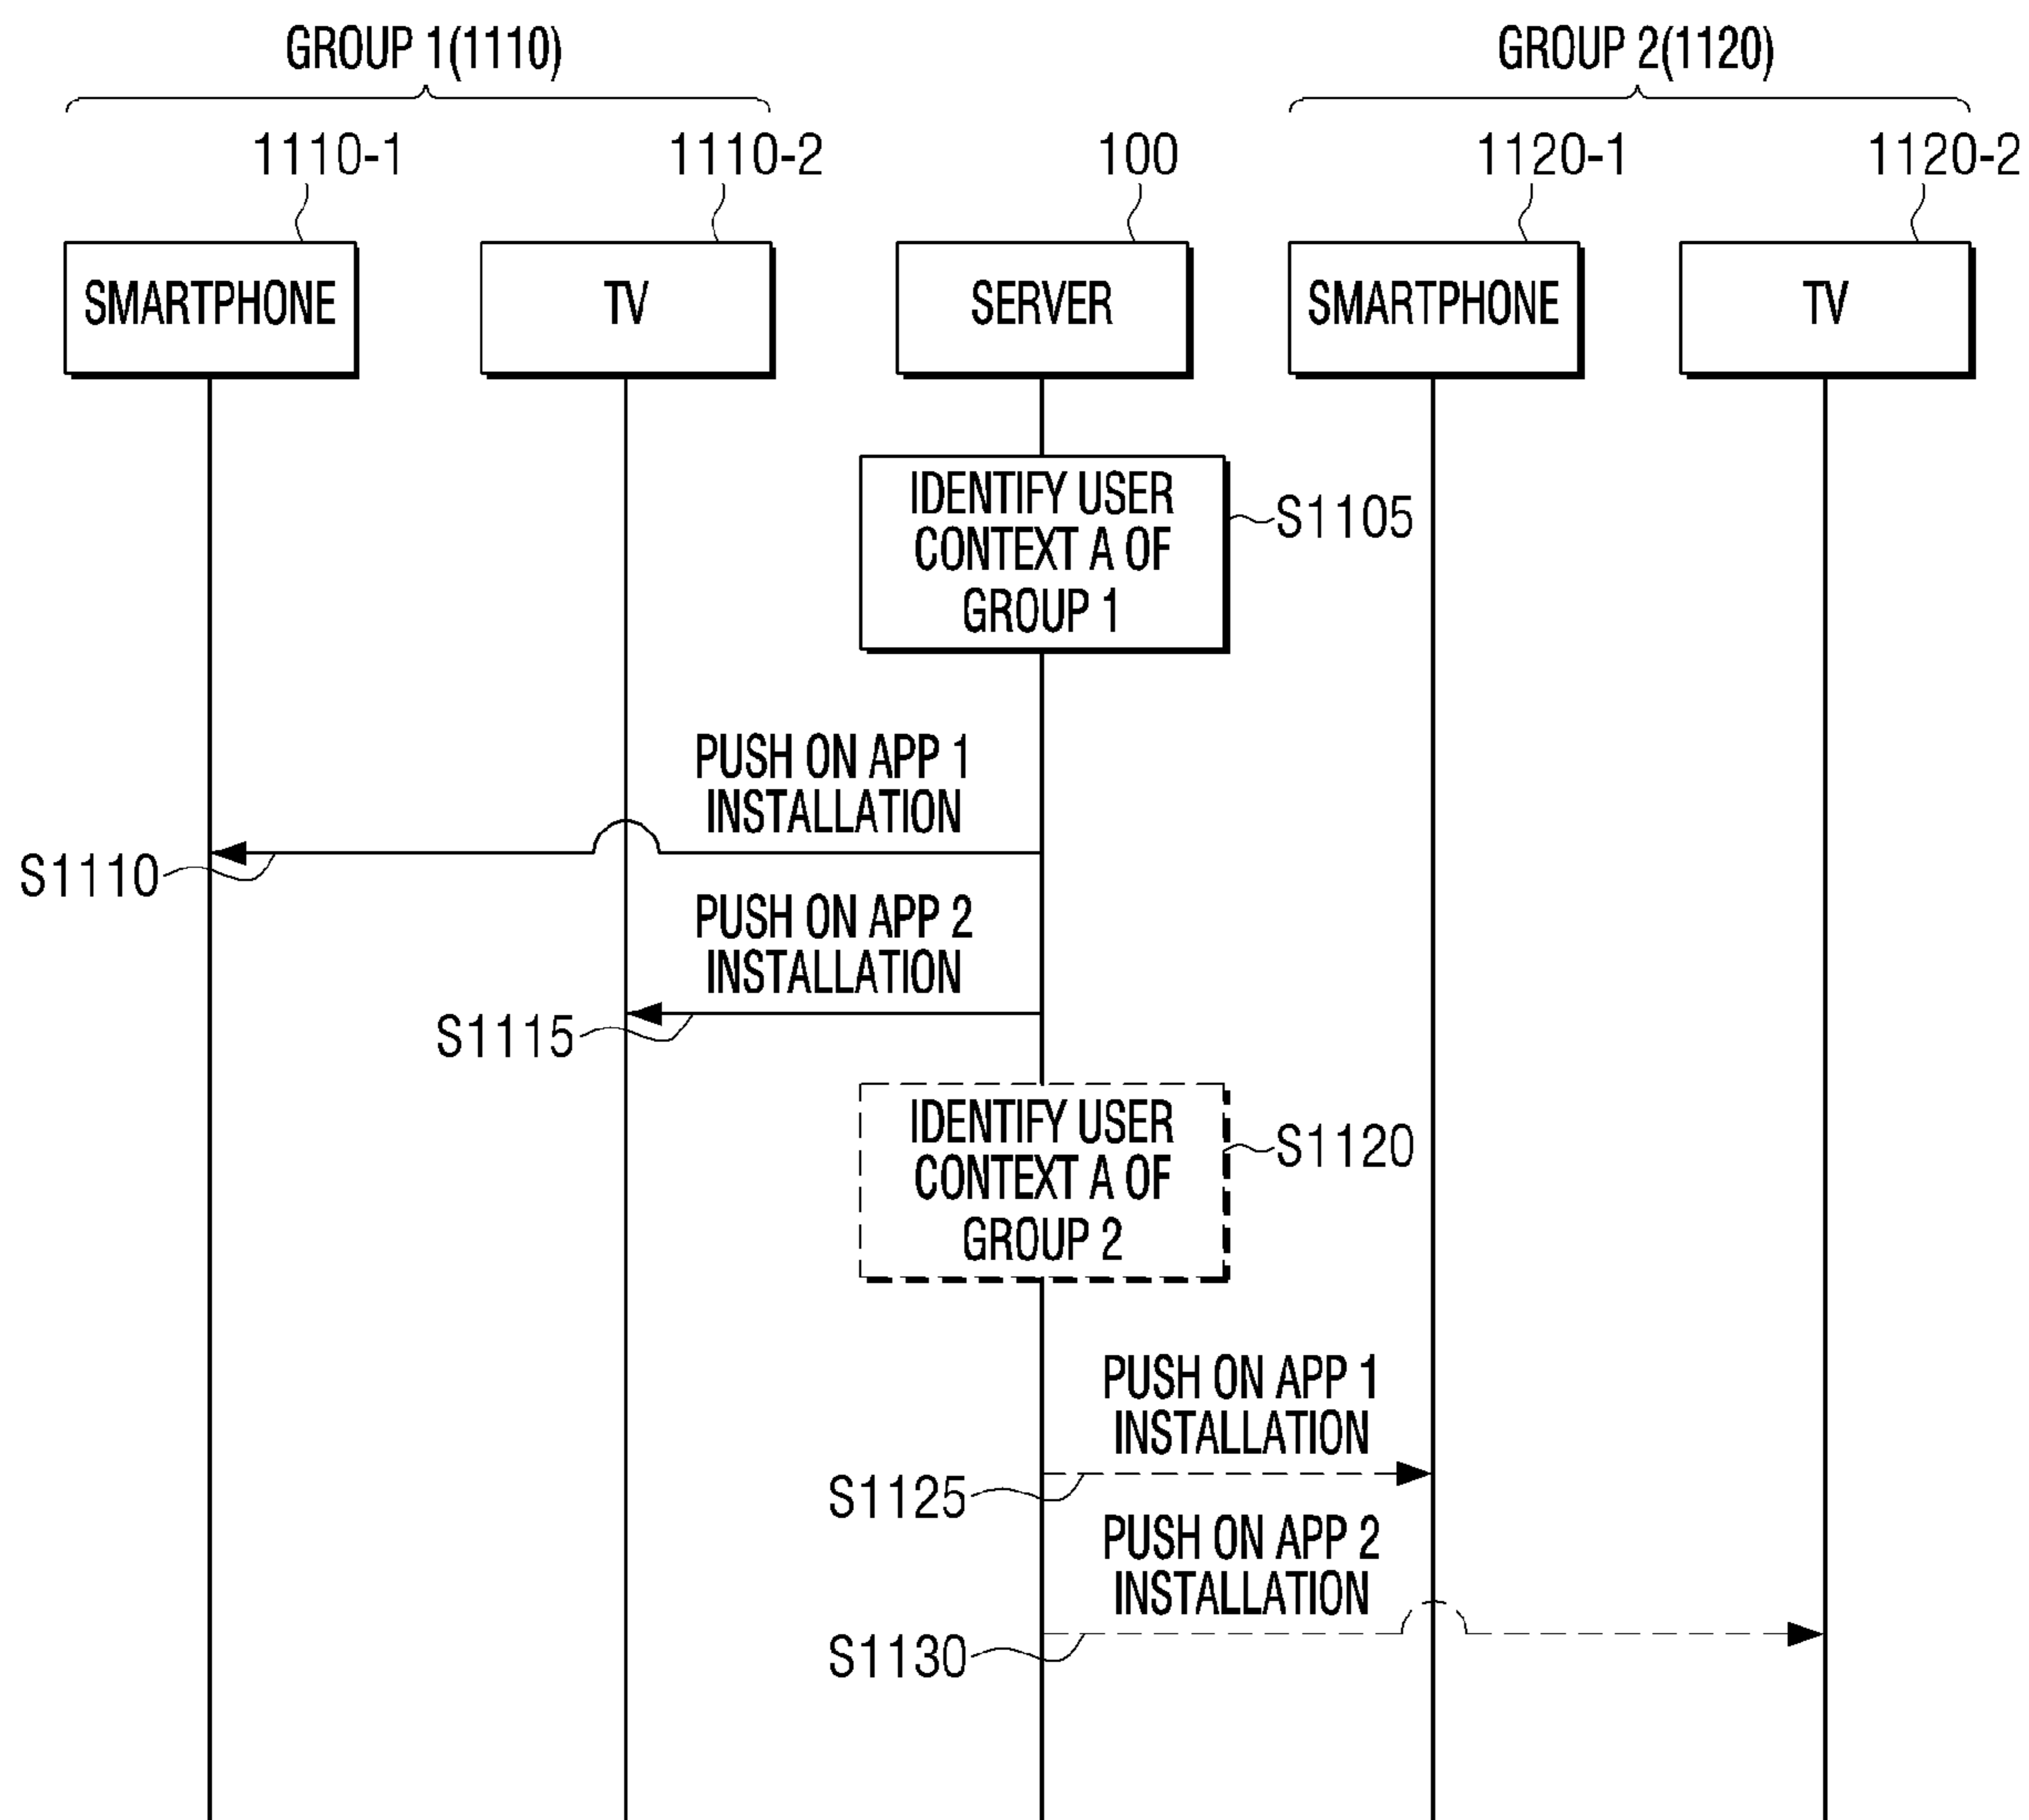 GROUP 1(1110)
GROUP 2(1120)
1110-1
1110-2
100
1120-1
1120-2
SMARTPHONE
TV
SERVER
SMARTPHONE
TV
IDENTIFY USER
CONTEXT A OF
GROUP 1
S1105
PUSH ON APP 1
INSTALLATION
S1110
PUSH ON APP 2
INSTALLATION
S1115
IDENTIFY USER
CONTEXT A OF
GROUP 2
S1120
PUSH ON APP 1
INSTALLATION
S1125
PUSH ON APP 2
INSTALLATION
S1130